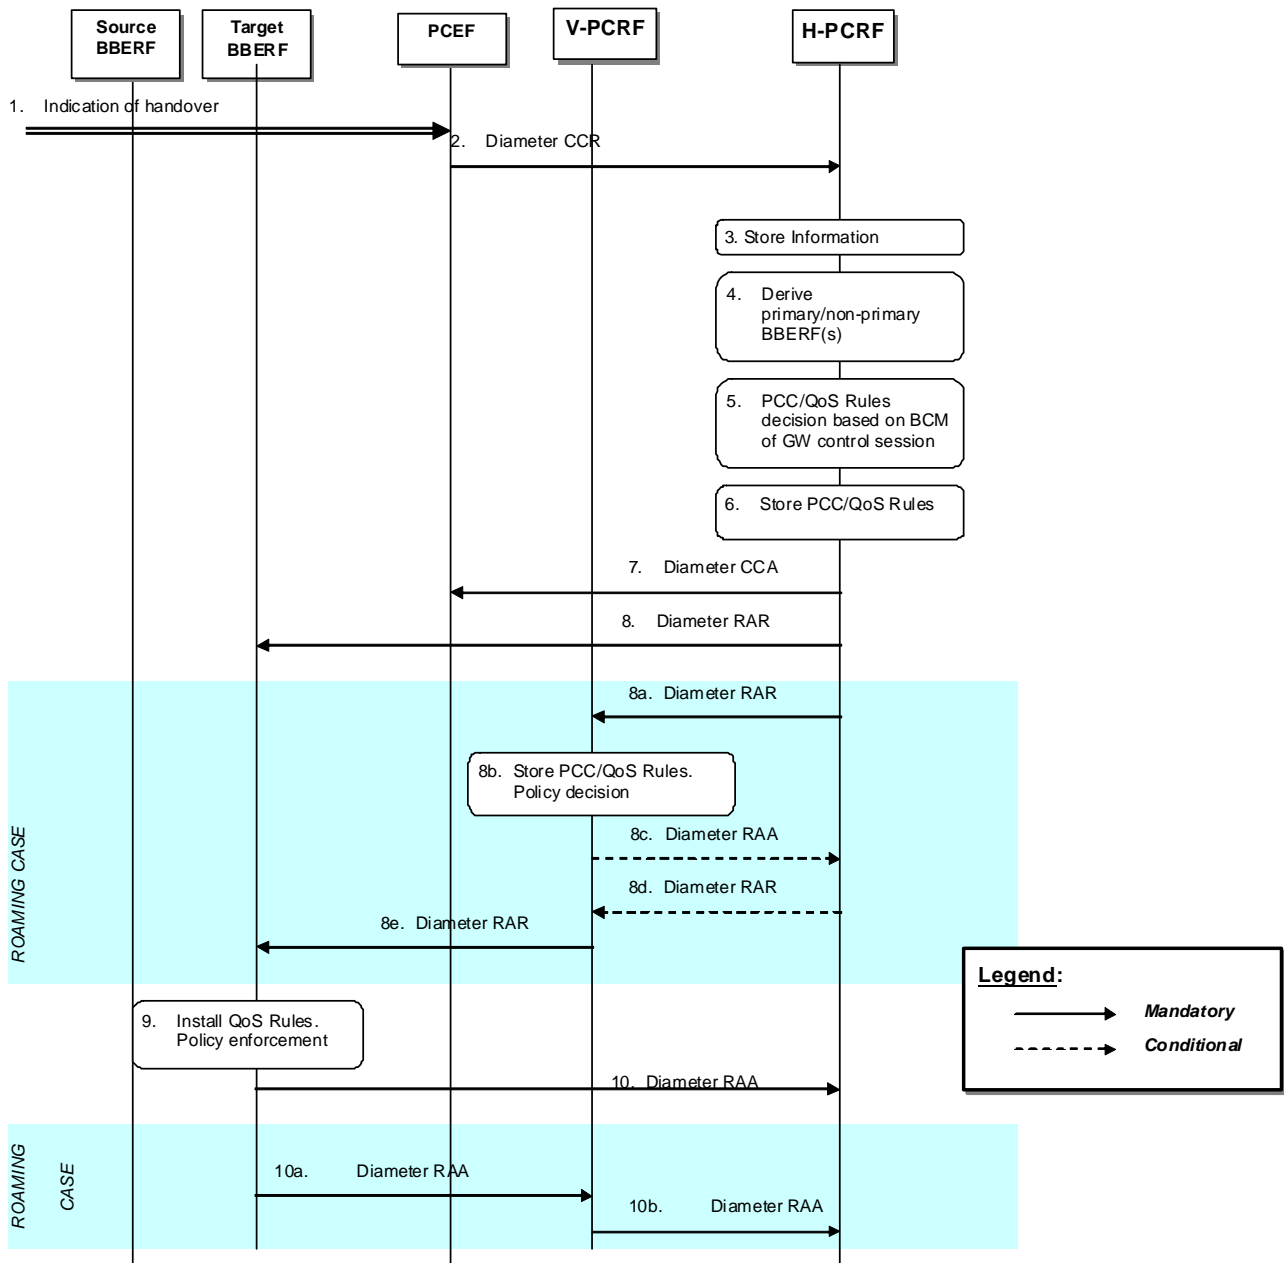 Source
BBERF
Target
BBERF
PCEF
V-PCRF
H-PCRF
1. Indication of handover
2. Diameter CCR
3. Store Information
4. Derive
primary/non-primary
BBERF(s)
5. PCC/QoS Rules
decision based on BCM
of GW control session
6. Store PCC/QoS Rules
7. Diameter CCA
8. Diameter RAR
8a. Diameter RAR
8b. Store PCC/QoS Rules.
Policy decision
8c. Diameter RAA
8d. Diameter RAR
8e. Diameter RAR
ROAMING CASE
Legend:
Mandatory
Conditional
9. Install QoS Rules.
Policy enforcement
10. Diameter RAA
ROAMING
CASE
10a. Diameter RAA
10b. Diameter RAA